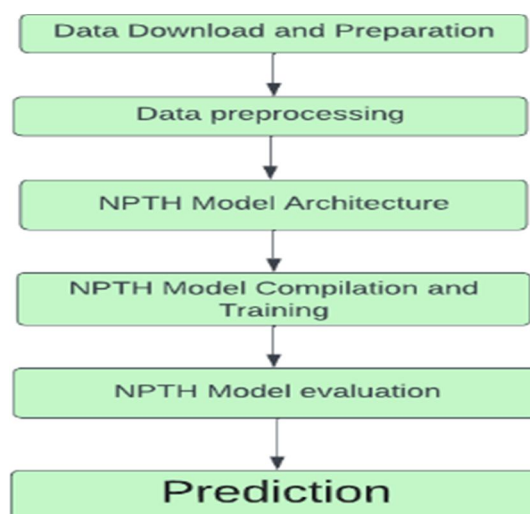 Data Download and Preparation
Data preprocessing
NPTH Model Architecture
NPTH Model Compilation and
Training
NPTH Model evaluation
Prediction